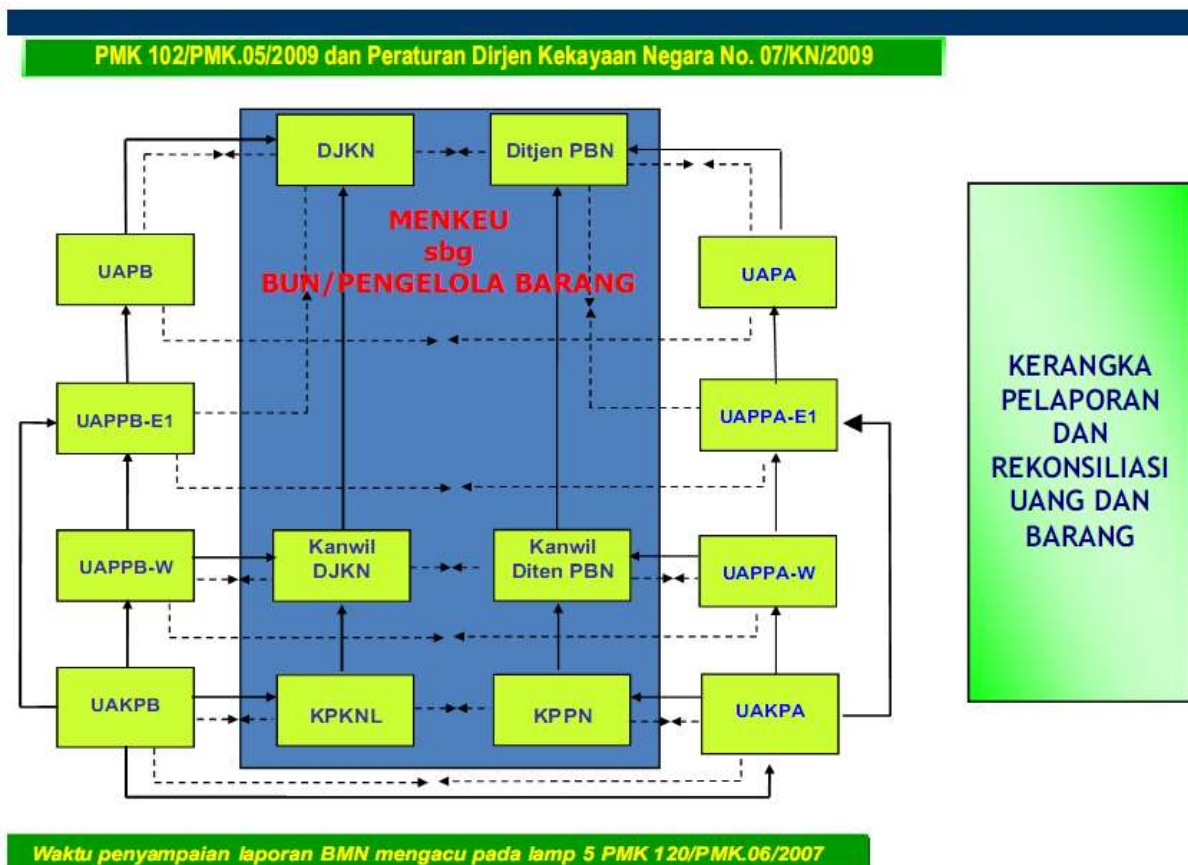 PMK 102/PMK.05/2009 dan Peraturan Dirjen Kekayaan Negara No. 07/KN/2009
DJKN
Ditjen PBN
MENKEU
sbg
BUN/PENGELOLA BARANG
UAPB
UAPA
UAPPB-E1
UAPPA-E1
UAPPB-W
Kanwil
DJKN
Kanwil
Diten PBN
UAPPA-W
UAKPB
KPKNL
KPPN
UAKPA
KERANGKA
PELAPORAN
DAN
REKONSILIASI
UANG DAN
BARANG
Waktu penyampaian laporan BMN mengacu pada lamp 5 PMK 120/PMK.06/2007